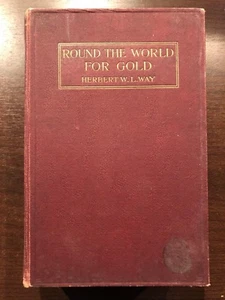 ROUND THE WORLD
FOR GOLD
HERBERT W. L. WAY